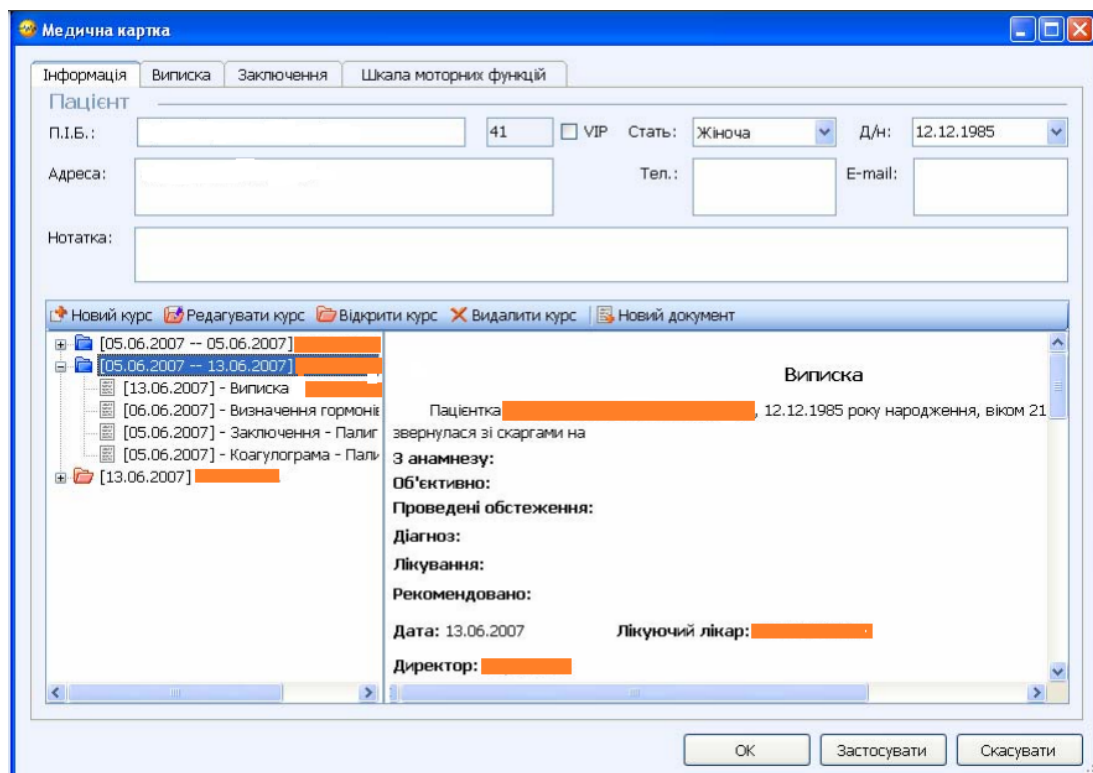 Медична картка
Інформація Виписка Заключення Шкала моторних функцій
Пацієнт
П.І.Б.: 41 VIP Стать: Жіноча Д/н: 12.12.1985
Адреса: Тел.: E-mail:
Нотатка:
Новий курс Редагувати курс Відкрити курс Видалити курс Новий документ
[05.06.2007 -- 05.06.2007]
[05.06.2007 -- 13.06.2007]
[13.06.2007] - Виписка
[06.06.2007] - Визначення гормонів
[05.06.2007] - Заключення - Палиг
[05.06.2007] - Коагулограма - Пали
[13.06.2007]
Виписка
Пацієнтка , 12.12.1985 року народження, віком 21
звернулася зі скаргами на
З анамнезу:
Об'єктивно:
Проведені обстеження:
Діагноз:
Лікування:
Рекомендовано:
Дата: 13.06.2007 Лікуючий лікар:
Директор:
OK Застосувати Скасувати